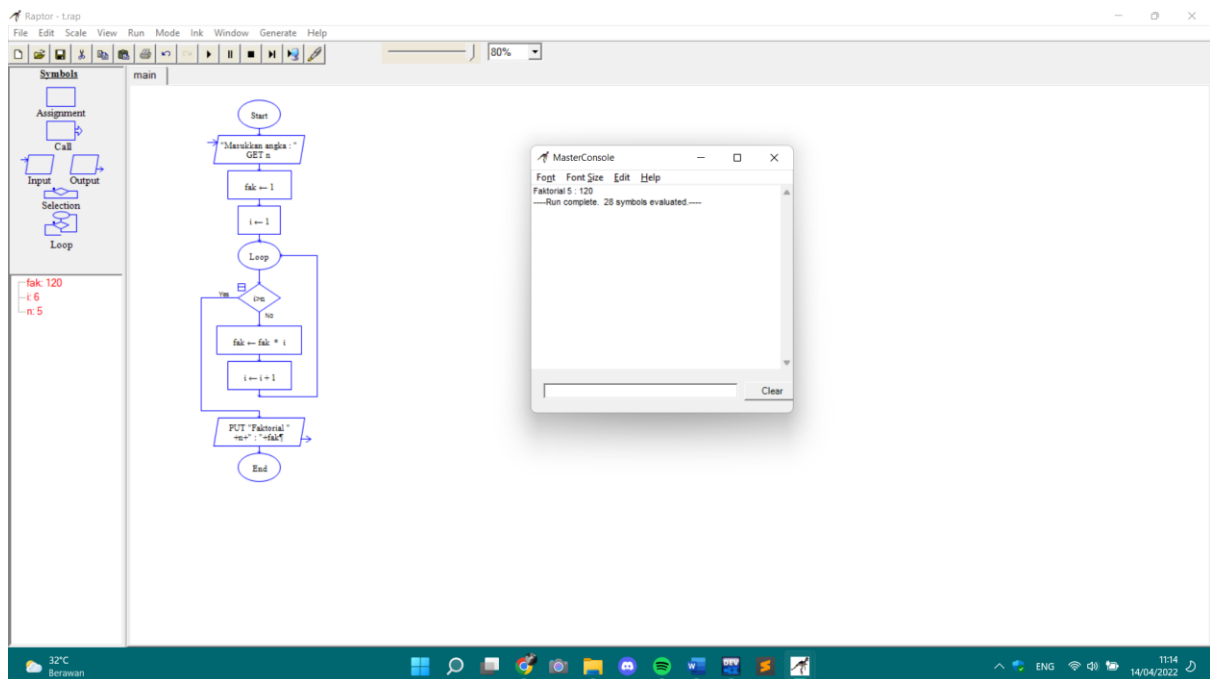 Raptor - t.rap
File Edit Scale View Run Mode Ink Window Generate Help
80%
Symbols
Assignment
Call
Input Output
Selection
Loop
fak: 120
i: 6
n: 5
main
Start
"Masukkan angka : "
GET n
fak ← 1
i ← 1
Loop
Yes
i>n
No
fak ← fak * i
i ← i + 1
PUT "Faktorial "
+n+" : "+fak¶
End
MasterConsole
Font Font Size Edit Help
Faktorial 5 : 120
----Run complete. 28 symbols evaluated.----
Clear
32°C
Berawan
W
DEV
ENG
11:14
14/04/2022